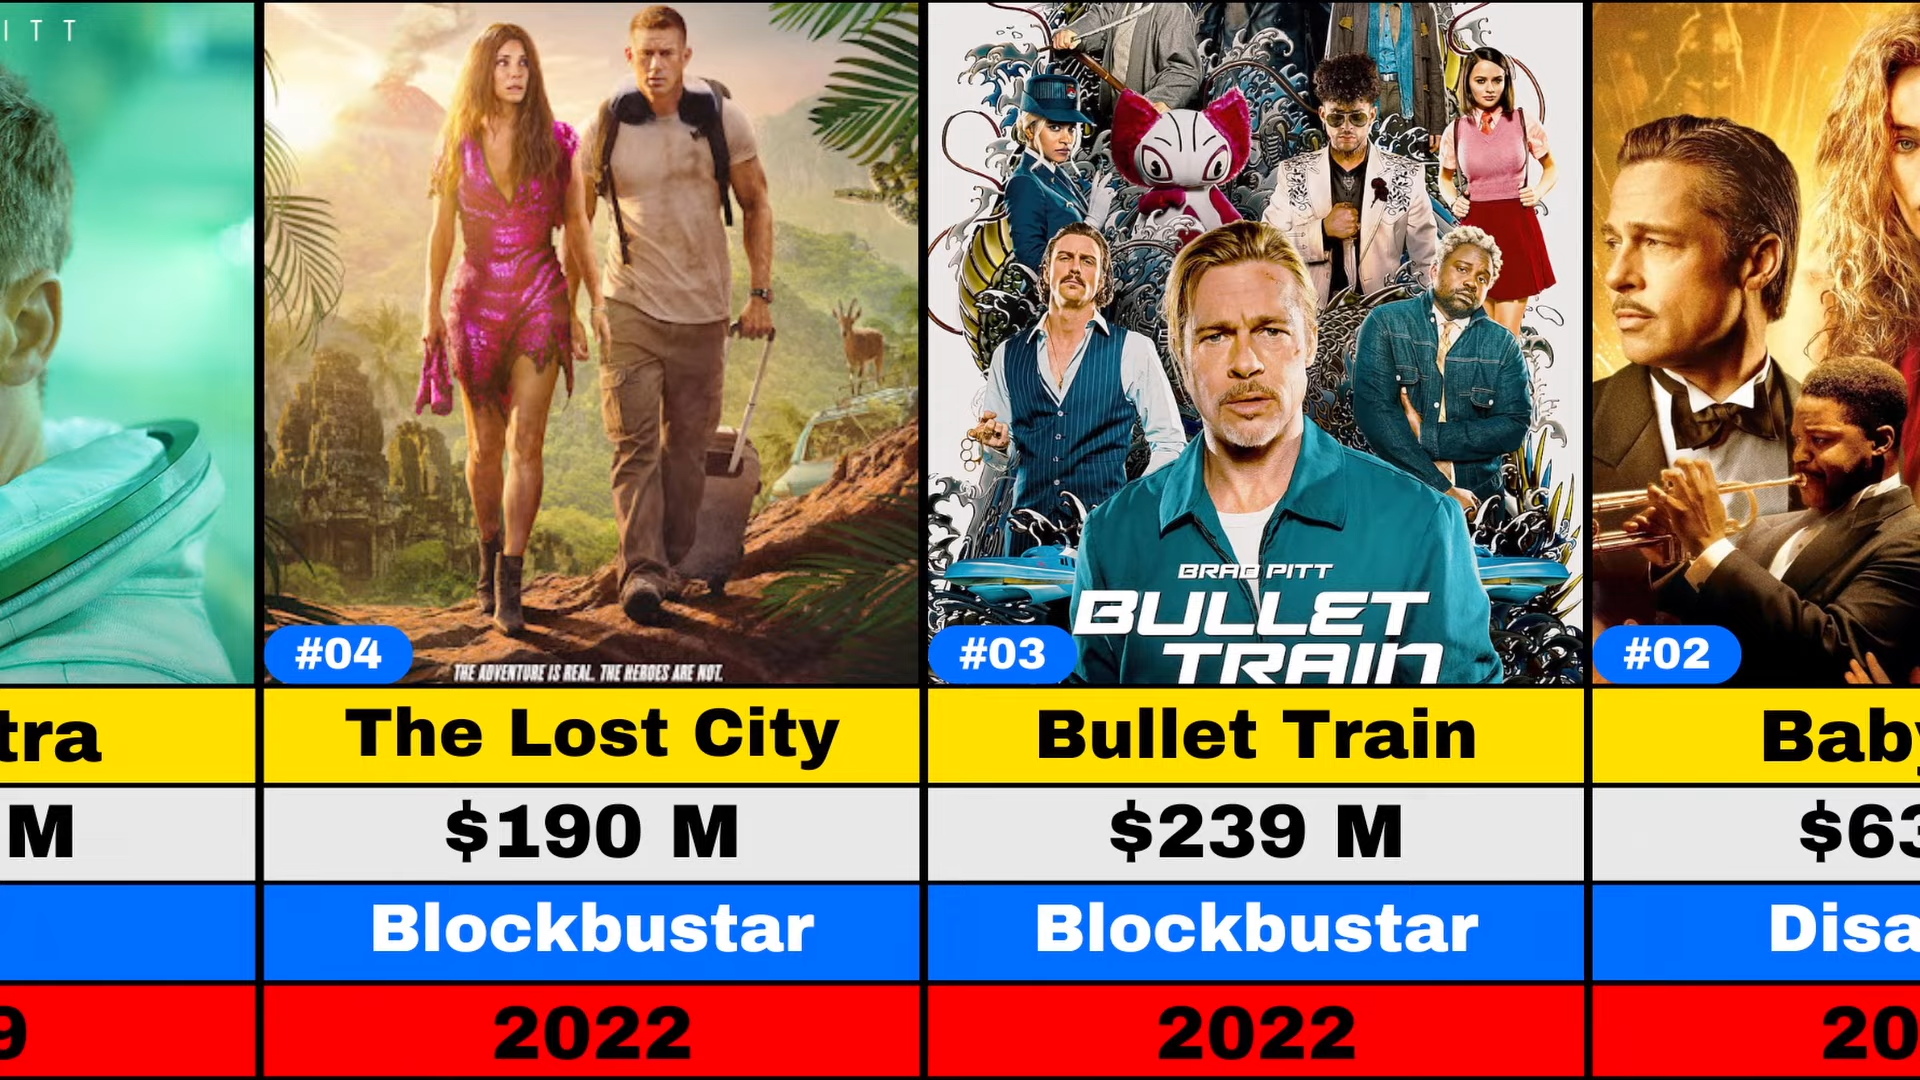 ITT
#04
THE ADVENTURE IS REAL. THE HEROES ARE NOT.
BRAD PITT
BULLET
TRAIN
#03
#02
tra
The Lost City
Bullet Train
Baby
M
$190 M
$239 M
$63
Blockbustar
Blockbustar
Disa
9
2022
2022
20